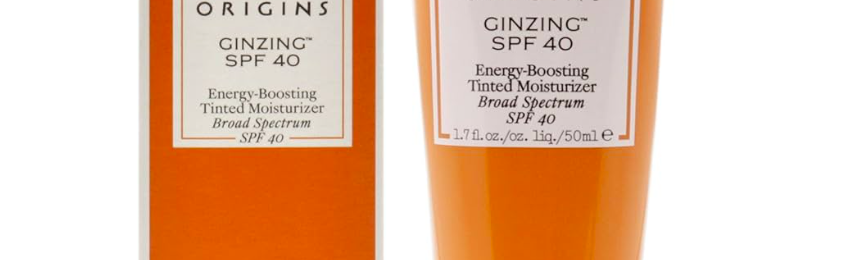 ORIGINS
GINZING™
SPF 40
Energy-Boosting
Tinted Moisturizer
Broad Spectrum
SPF 40
GINZING™
SPF 40
Energy-Boosting
Tinted Moisturizer
Broad Spectrum
SPF 40
1.7 fl.oz./oz. liq./50ml e